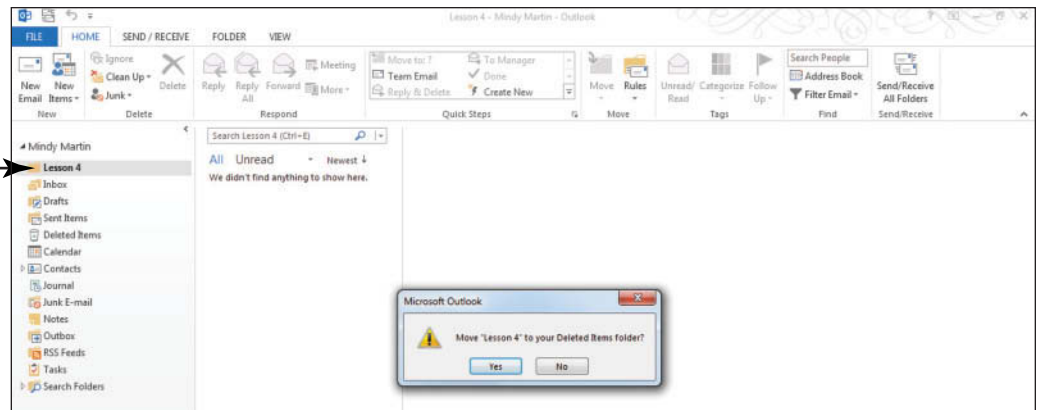 Lesson 4 - Mindy Martin - Outlook
FILE HOME SEND / RECEIVE FOLDER VIEW
New Email
New Items
Ignore
Clean Up
Junk
Delete
Reply
Reply All
Forward
Meeting
More
Move to: ?
Team Email
Reply & Delete
To Manager
Done
Create New
Move
Rules
Unread/ Read
Categorize
Follow Up
Search People
Address Book
Filter Email
Send/Receive All Folders
New Delete Respond Quick Steps Move Tags Find Send/Receive
Mindy Martin
Lesson 4
Inbox
Drafts
Sent Items
Deleted Items
Calendar
Contacts
Journal
Junk E-mail
Notes
Outbox
RSS Feeds
Tasks
Search Folders
Search Lesson 4 (Ctrl+E)
All Unread Newest ↓
We didn't find anything to show here.
Microsoft Outlook
Move "Lesson 4" to your Deleted Items folder?
Yes No